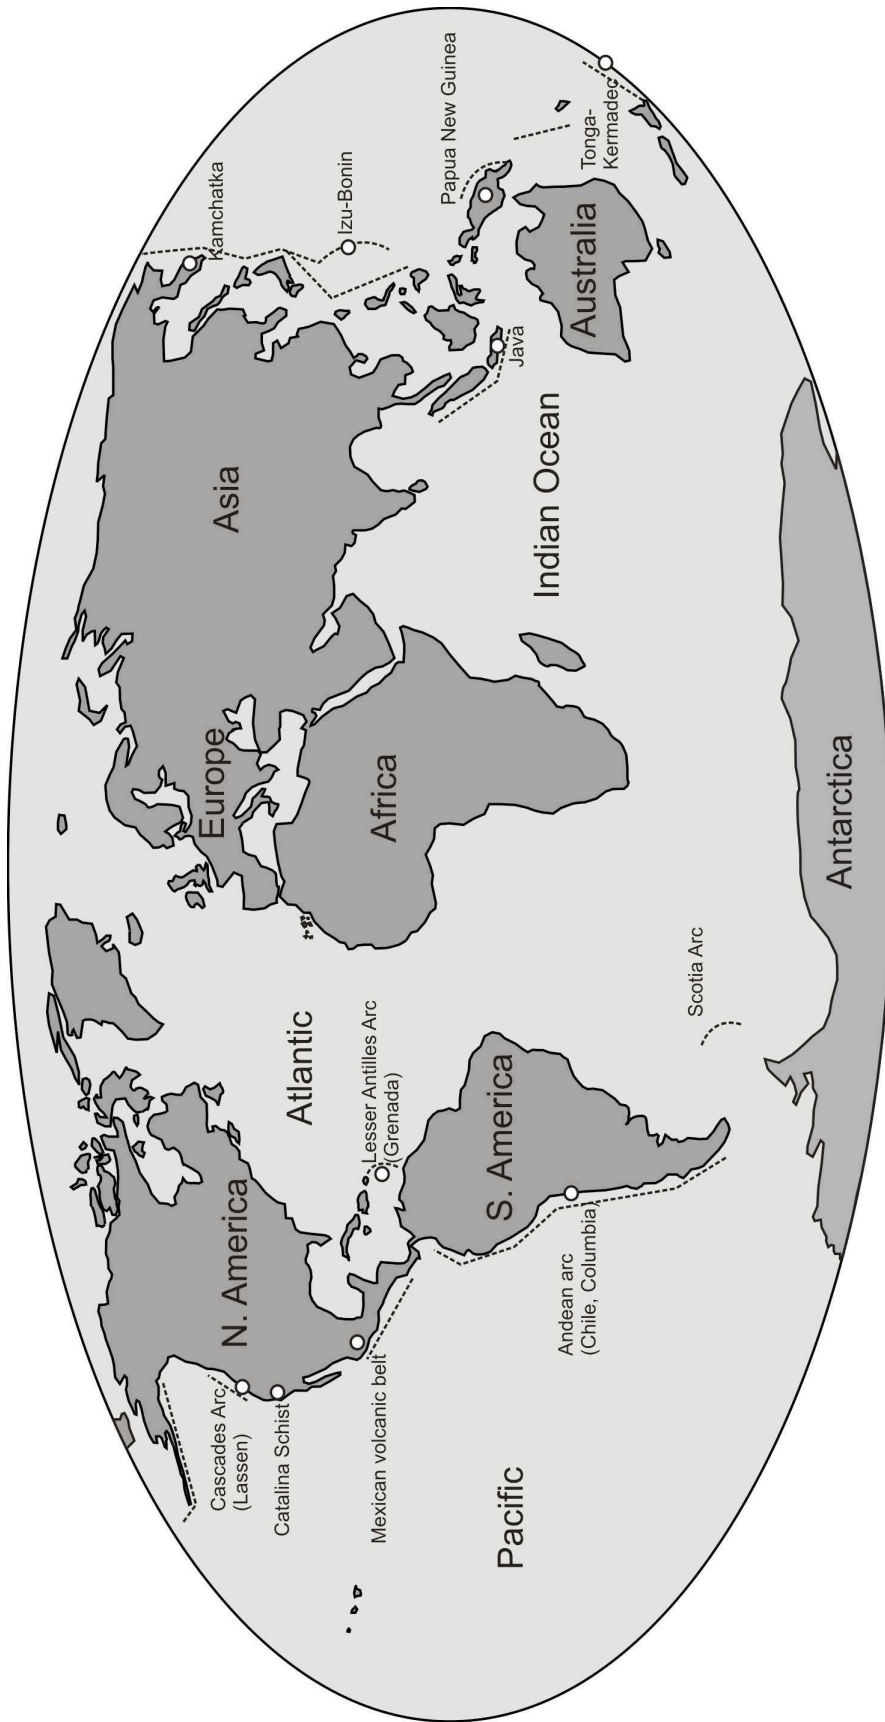 Kamchatka
Izu-Bonin
Papua New Guinea
Tonga-
Kermadec
Java
Australia
Asia
Indian Ocean
Europe
Africa
Antarctica
Atlantic
Lesser Antilles Arc
(Grenada)
Scotia Arc
N. America
S. America
Cascades Arc
(Lassen)
Catalina Schist
Mexican volcanic belt
Andean arc
(Chile, Columbia)
Pacific